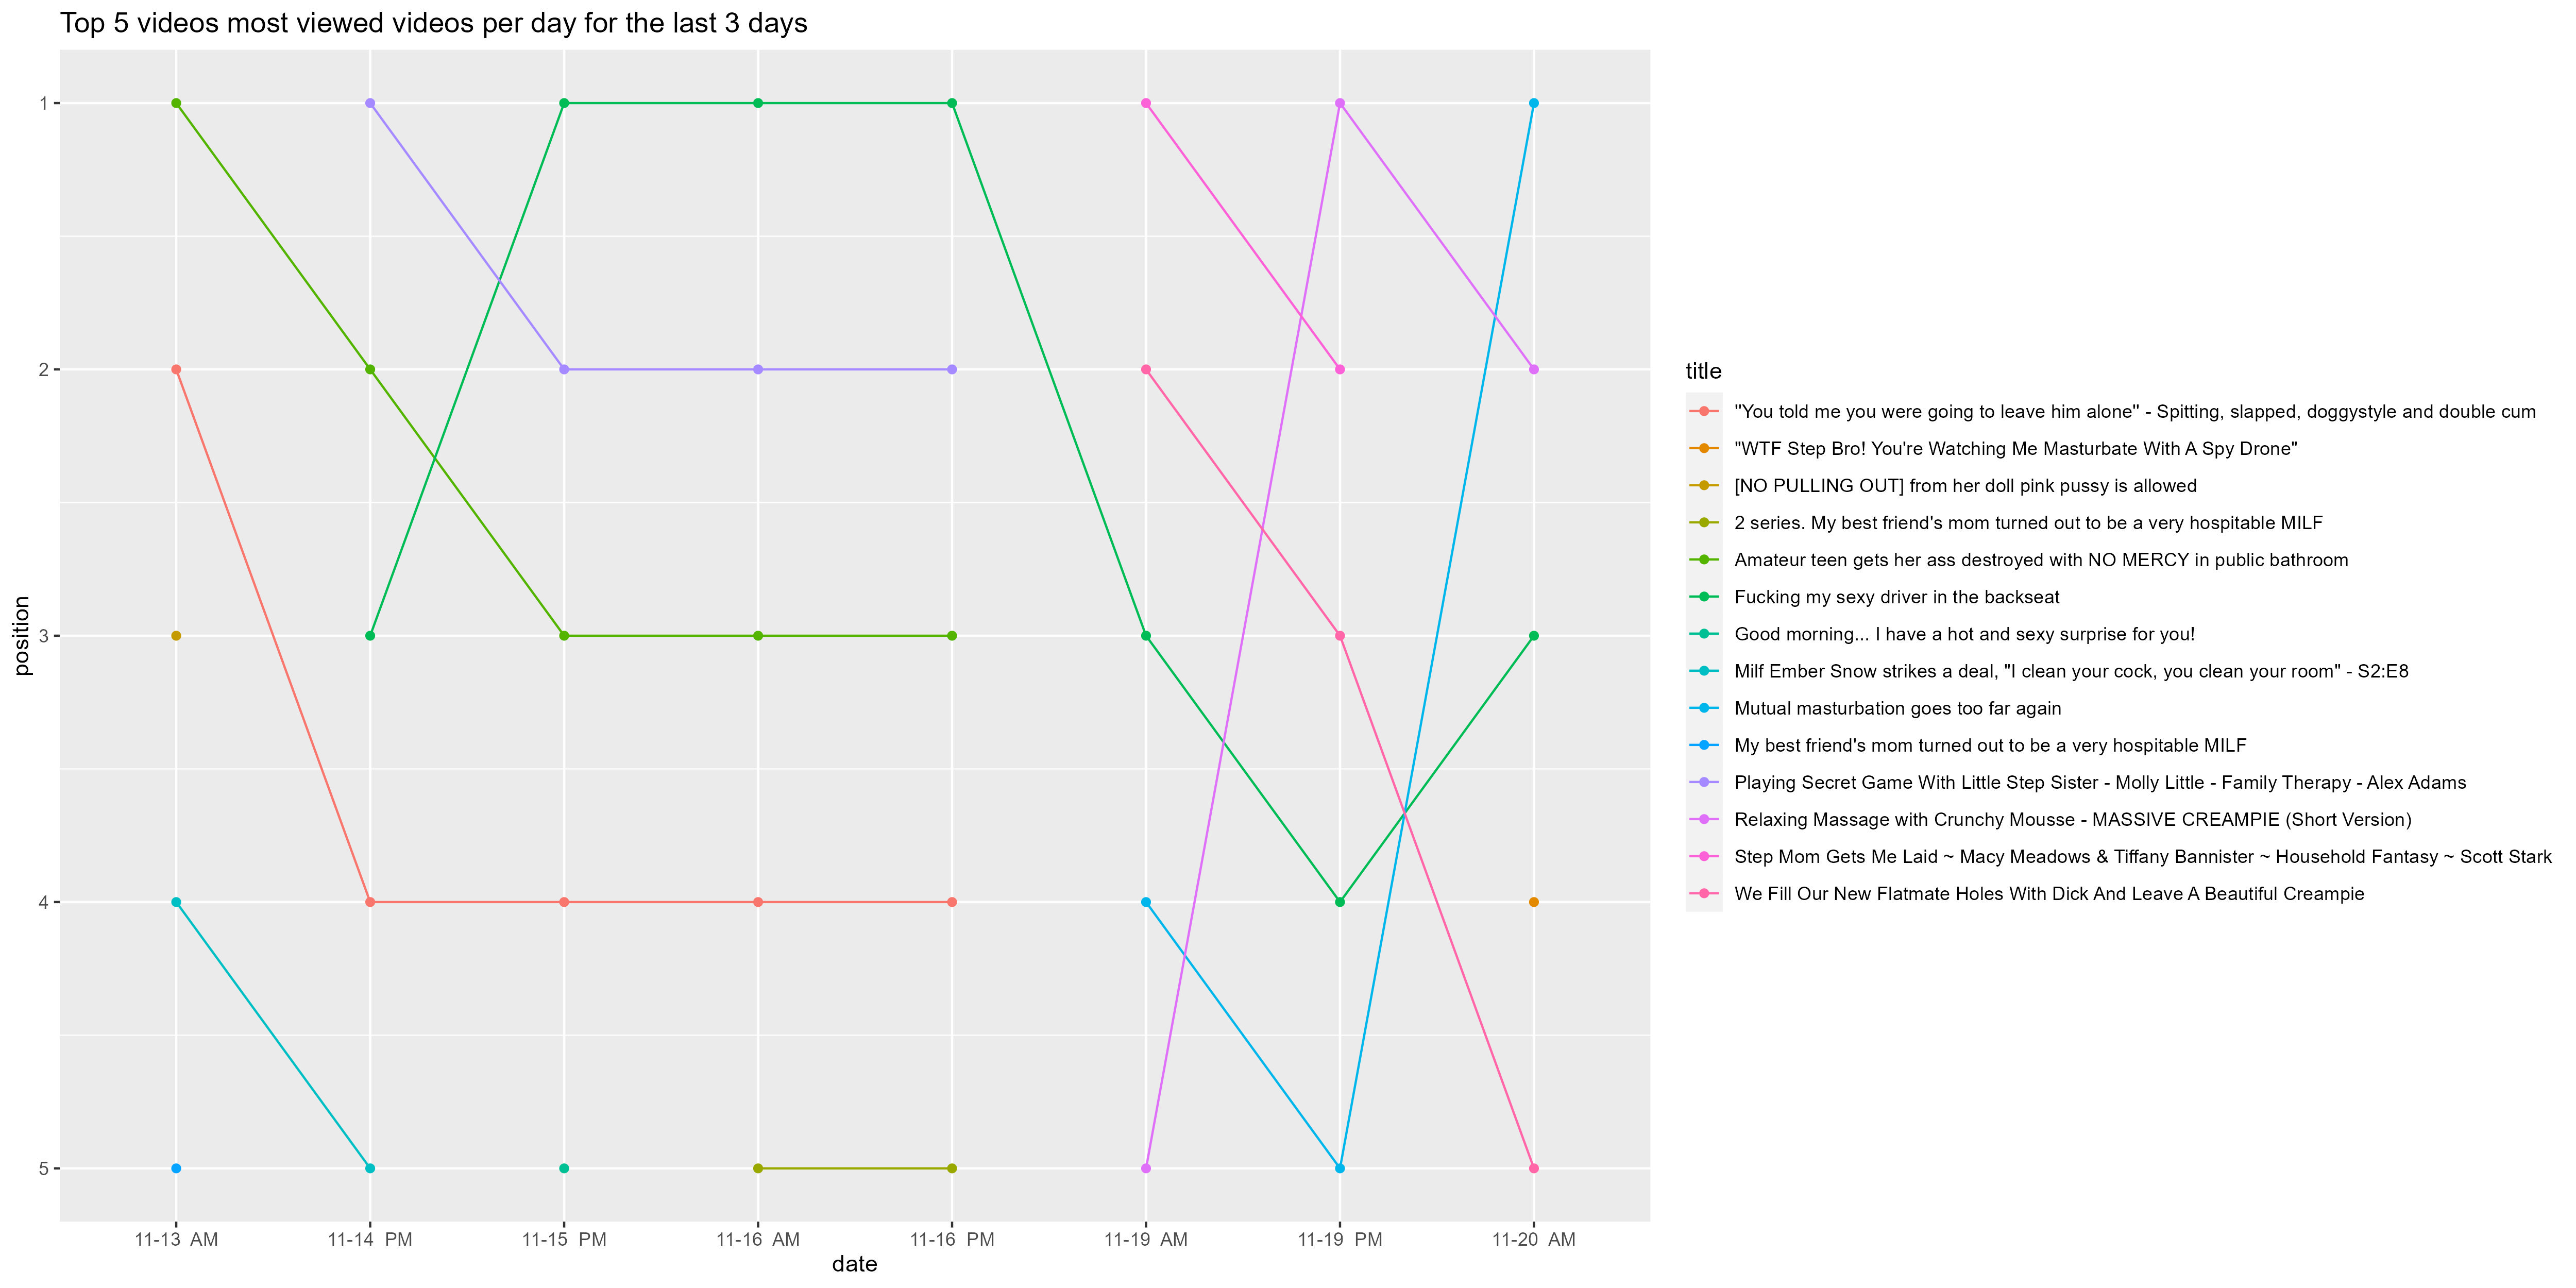 Top 5 videos most viewed videos per day for the last 3 days
position
1
2
3
4
5
11-13 AM
11-14 PM
11-15 PM
11-16 AM
11-16 PM
11-19 AM
11-19 PM
11-20 AM
date
title
"You told me you were going to leave him alone" - Spitting, slapped, doggystyle and double cum
"WTF Step Bro! You're Watching Me Masturbate With A Spy Drone"
[NO PULLING OUT] from her doll pink pussy is allowed
2 series. My best friend's mom turned out to be a very hospitable MILF
Amateur teen gets her ass destroyed with NO MERCY in public bathroom
Fucking my sexy driver in the backseat
Good morning... I have a hot and sexy surprise for you!
Milf Ember Snow strikes a deal, "I clean your cock, you clean your room" - S2:E8
Mutual masturbation goes too far again
My best friend's mom turned out to be a very hospitable MILF
Playing Secret Game With Little Step Sister - Molly Little - Family Therapy - Alex Adams
Relaxing Massage with Crunchy Mousse - MASSIVE CREAMPIE (Short Version)
Step Mom Gets Me Laid ~ Macy Meadows & Tiffany Bannister ~ Household Fantasy ~ Scott Stark
We Fill Our New Flatmate Holes With Dick And Leave A Beautiful Creampie